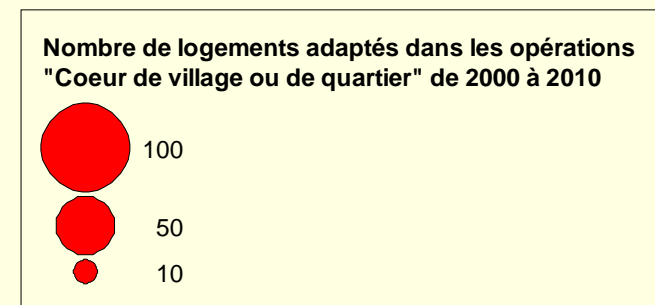 Nombre de logements adaptés dans les opérations
"Coeur de village ou de quartier" de 2000 à 2010
100
50
10